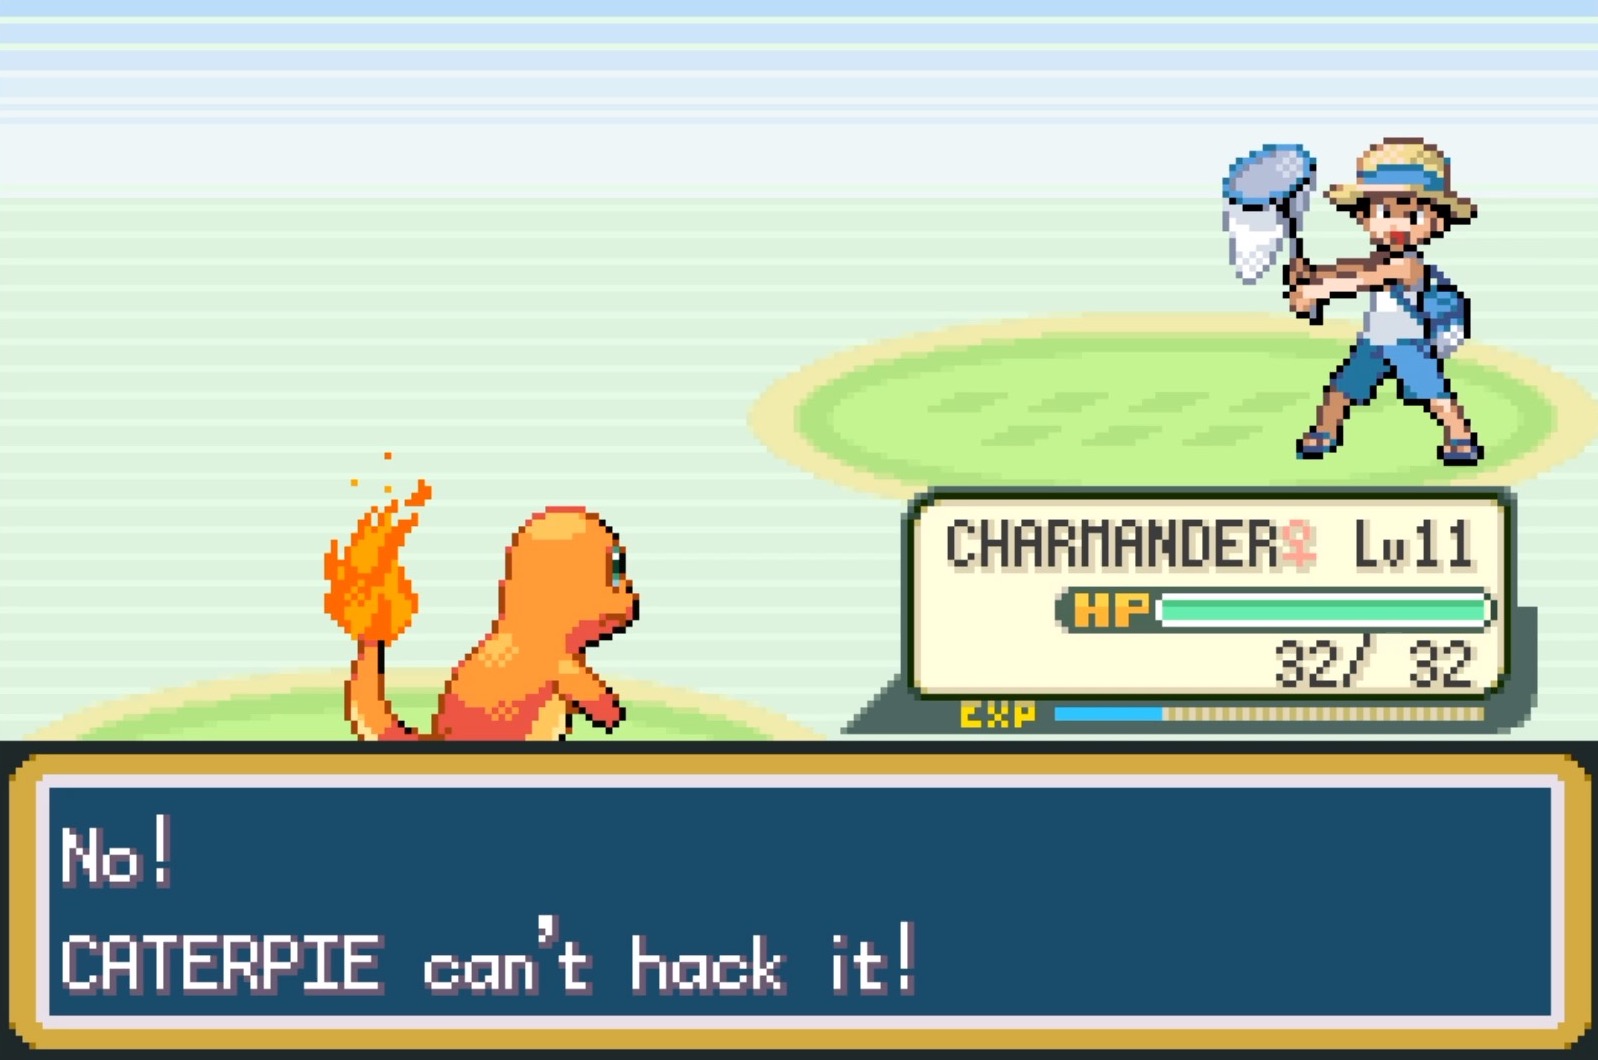 CHARMANDER♀ Lv11
HP
32/ 32
EXP
No!
CATERPIE can't hack it!